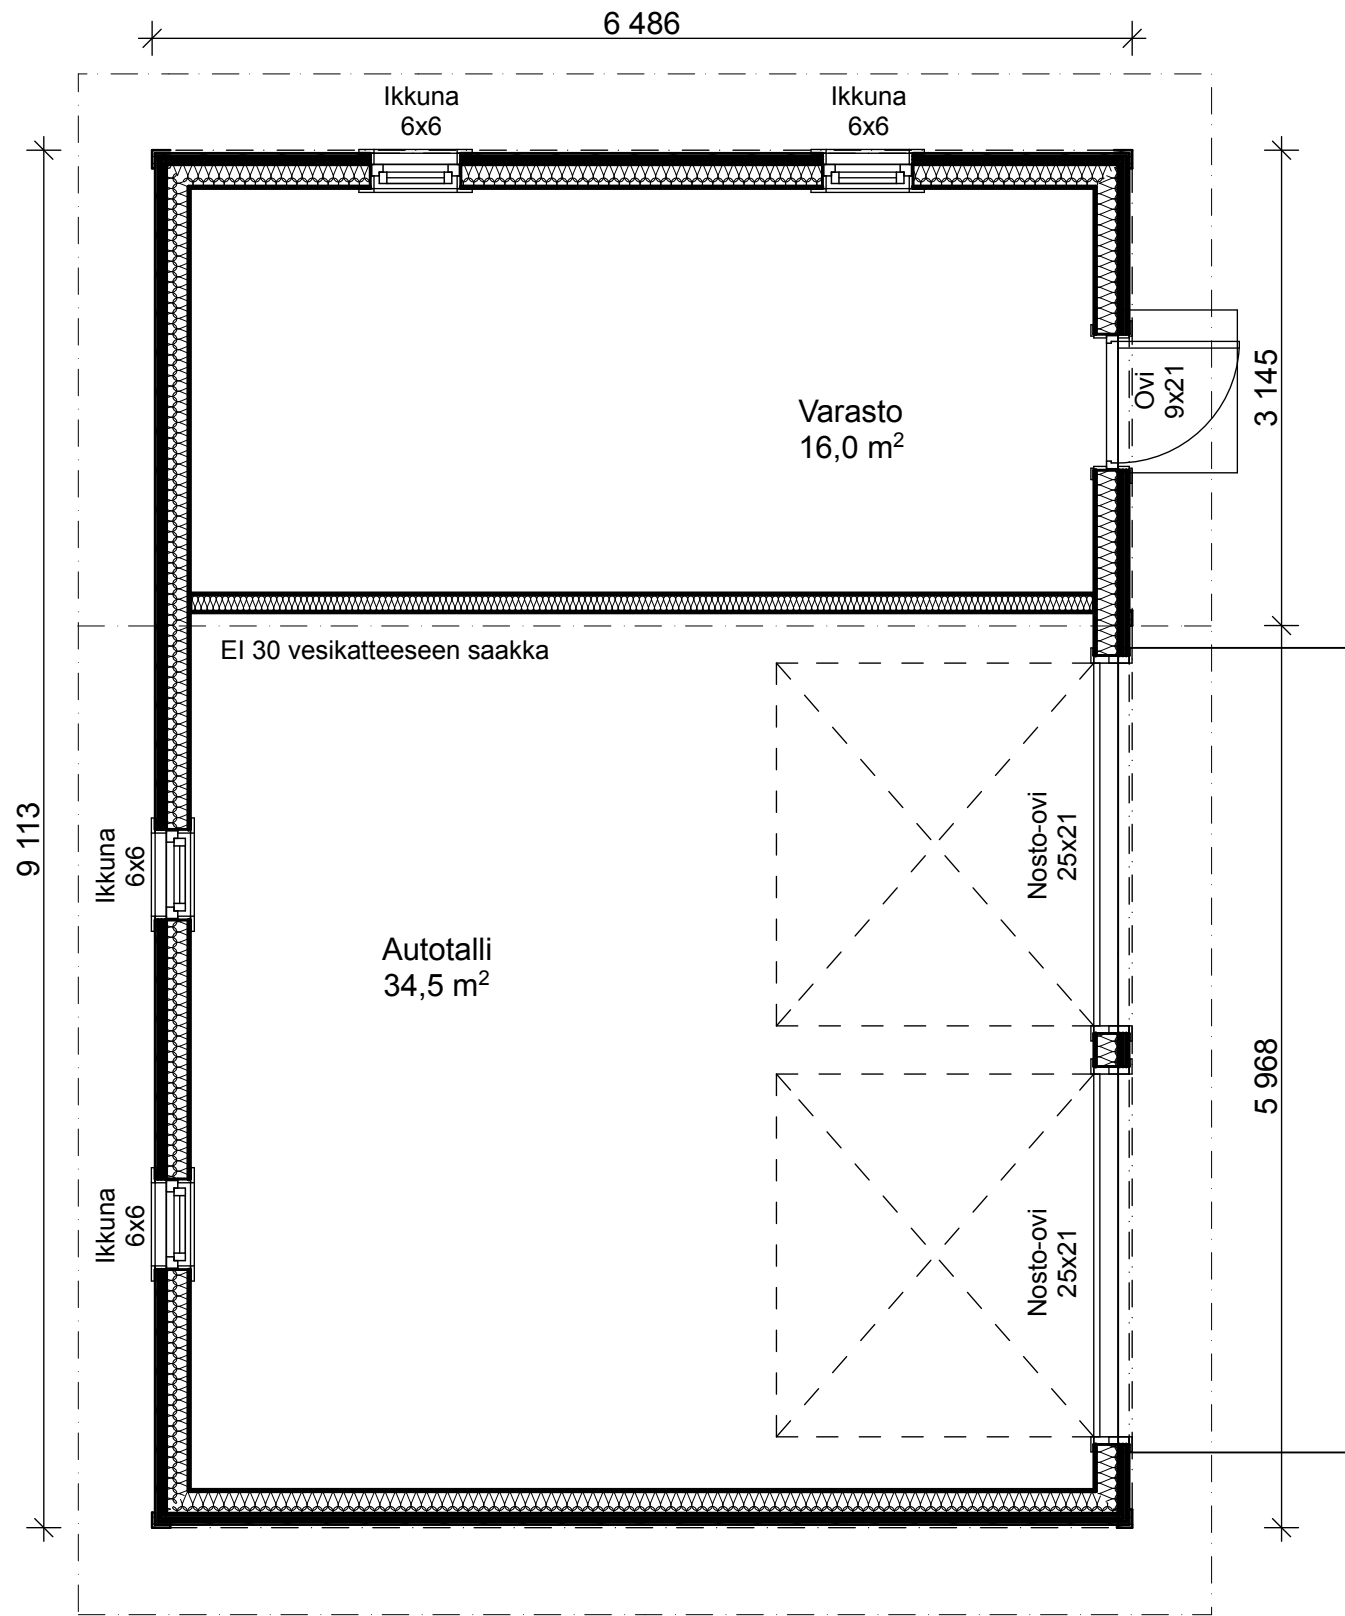 6 486
Ikkuna
6x6
Ikkuna
6x6
Ovi
9x21
3 145
Varasto
16,0 m²
EI 30 vesikatteeseen saakka
9 113
Ikkuna
6x6
Nosto-ovi
25x21
Autotalli
34,5 m²
5 968
Ikkuna
6x6
Nosto-ovi
25x21